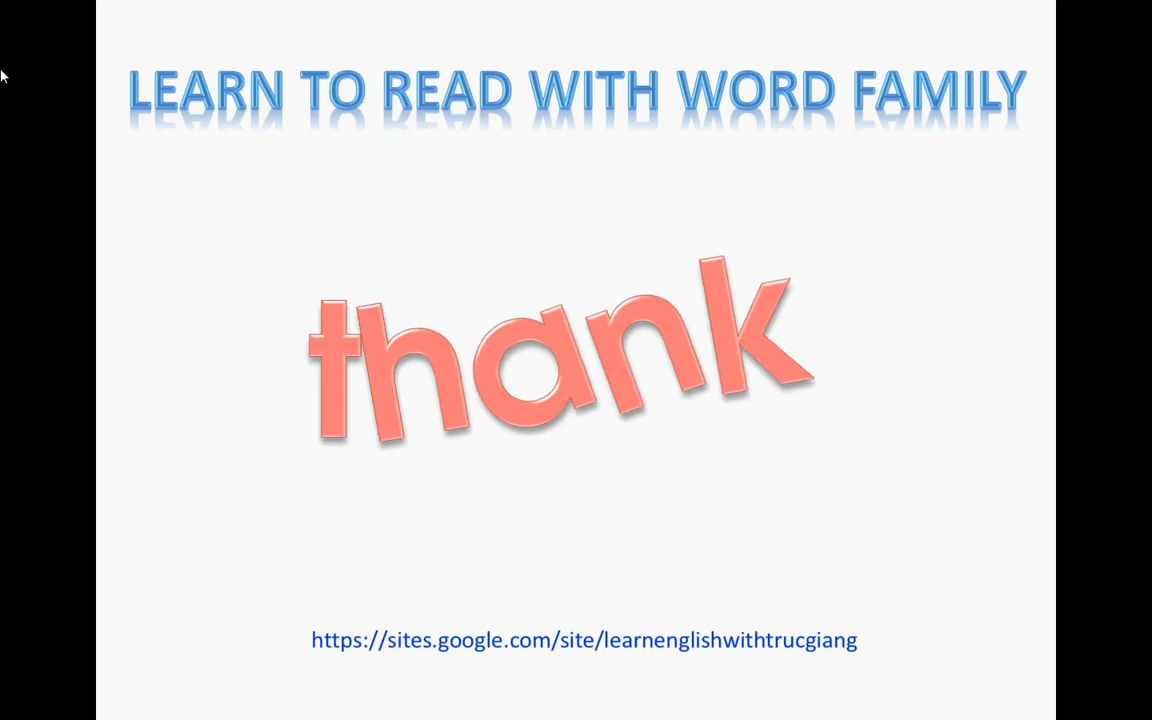 LEARN TO READ WITH WORD FAMILY
thank
https://sites.google.com/site/learnenglishwithtrucgiang